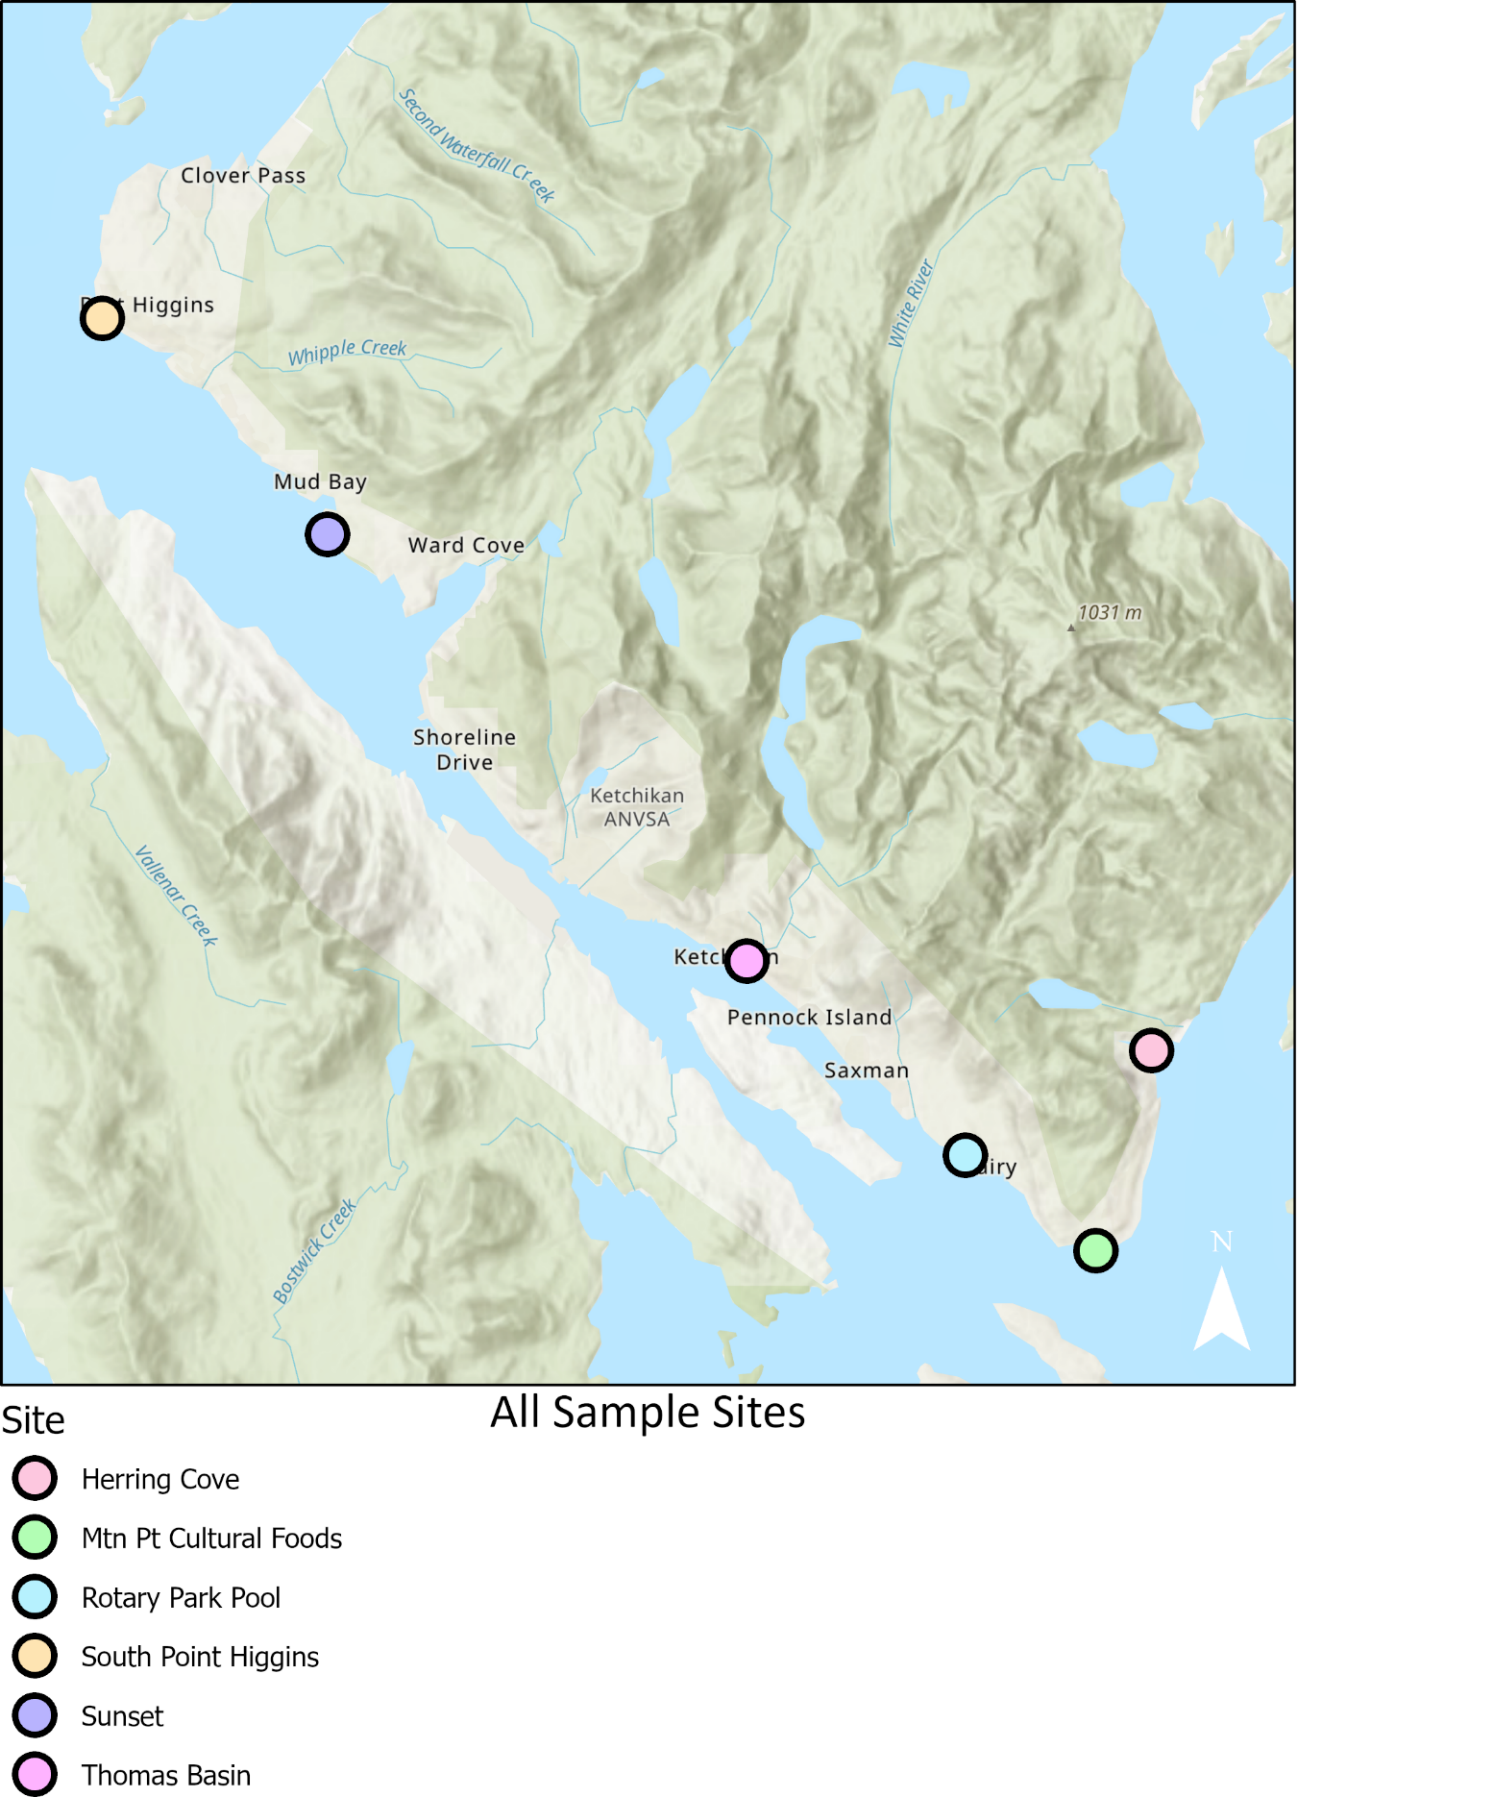 Second Waterfall Creek
Clover Pass
White River
Higgins
Whipple Creek
Mud Bay
Ward Cove
1031 m
Shoreline
Drive
Ketchikan
ANVSA
Vallenar Creek
Pennock Island
Saxman
Bostwick Creek
N
All Sample Sites
Site
Herring Cove
Mtn Pt Cultural Foods
Rotary Park Pool
South Point Higgins
Sunset
Thomas Basin